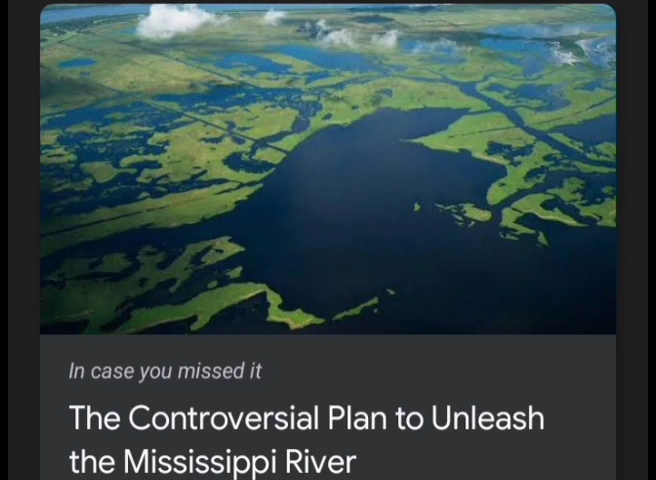 In case you missed it
The Controversial Plan to Unleash
the Mississippi River